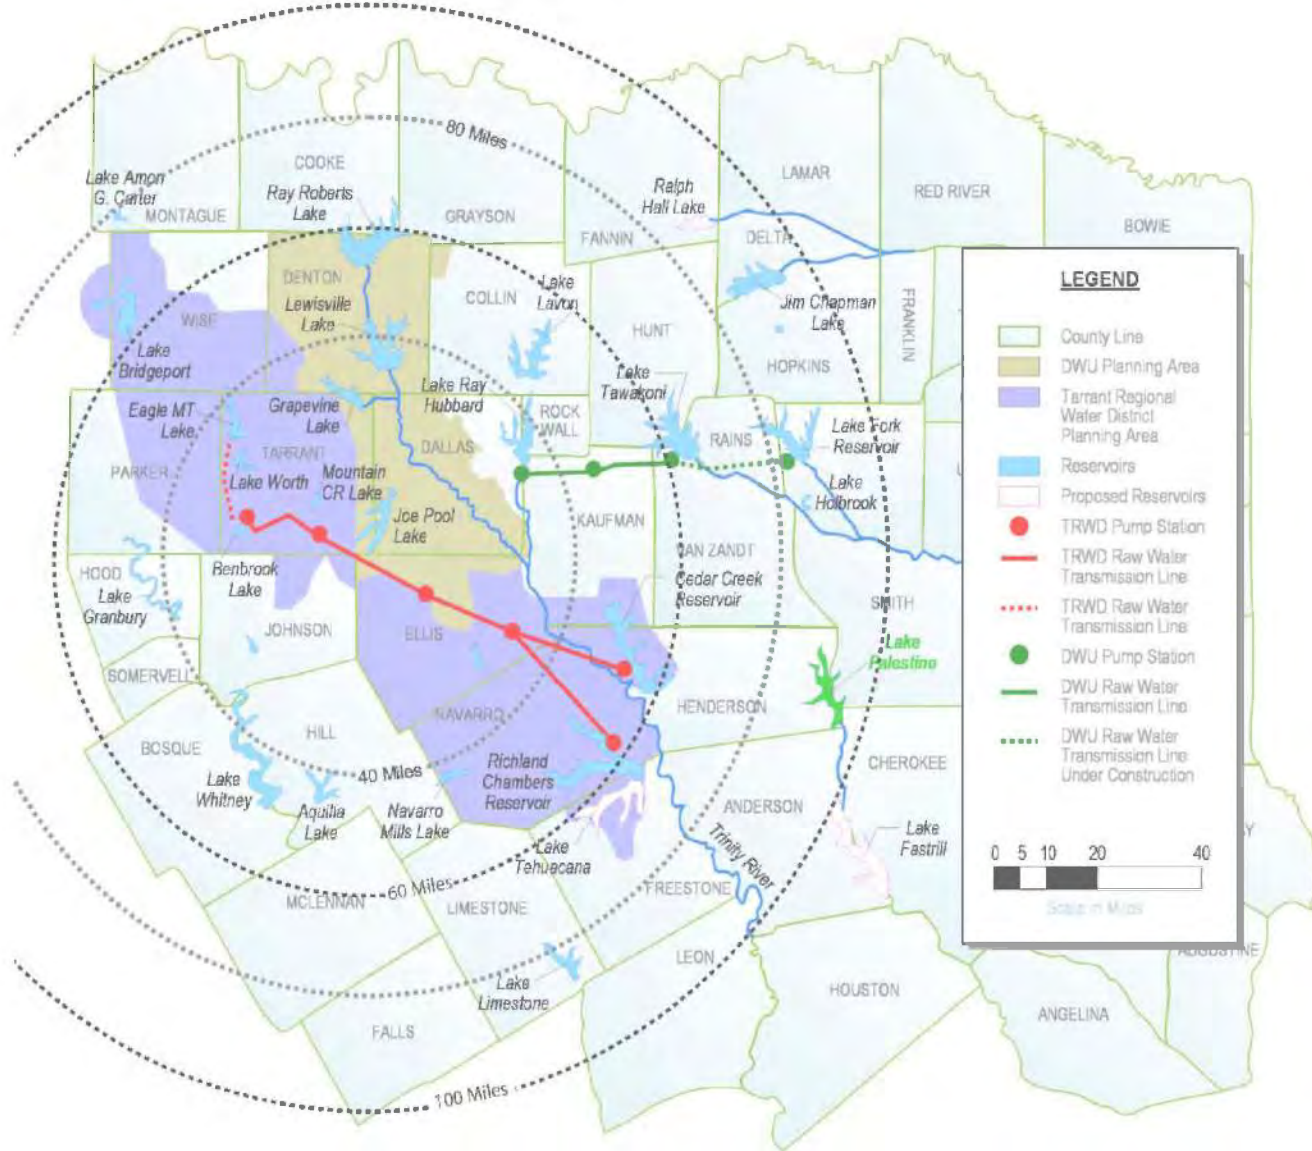 80 Miles
COOKE
LAMAR
Lake Amon
G. Carter
Ray Roberts
Lake
Ralph
Hall Lake
RED RIVER
MONTAGUE
GRAYSON
FANNIN
DELTA
BOWIE
DENTON
COLLIN
Lake
Lavon
Lewisville
Lake
Jim Chapman
Lake
FRANKLIN
WISE
HUNT
HOPKINS
Lake
Bridgeport
Lake Ray
Hubbard
Lake
Tawakoni
Eagle MT
Lake
Grapevine
Lake
ROCK
WALL
RAINS
Lake Fork
Reservoir
TARRANT
DALLAS
PARKER
Lake Worth
Mountain
CR Lake
Lake
Holbrook
Joe Pool
Lake
KAUFMAN
VAN ZANDT
HOOD
Lake
Granbury
Benbrook
Lake
Cedar Creek
Reservoir
SMITH
JOHNSON
ELLIS
Lake
Palestine
SOMERVELL
HENDERSON
NAVARRO
BOSQUE
HILL
Lake
Whitney
40 Miles
Richland
Chambers
Reservoir
CHEROKEE
Aquilla
Lake
Navarro
Mills Lake
ANDERSON
Lake
Tehuacana
Trinity River
Lake
Fastrill
60 Miles
FREESTONE
MCLENNAN
LIMESTONE
LEON
Lake
Limestone
HOUSTON
AUGUSTINE
FALLS
ANGELINA
100 Miles
LEGEND
County Line
DWU Planning Area
Tarrant Regional
Water District
Planning Area
Reservoirs
Proposed Reservoirs
TRWD Pump Station
TRWD Raw Water
Transmission Line
TRWD Raw Water
Transmission Line
DWU Pump Station
DWU Raw Water
Transmission Line
DWU Raw Water
Transmission Line
Under Construction
0 5 10 20 40
Scale in Miles